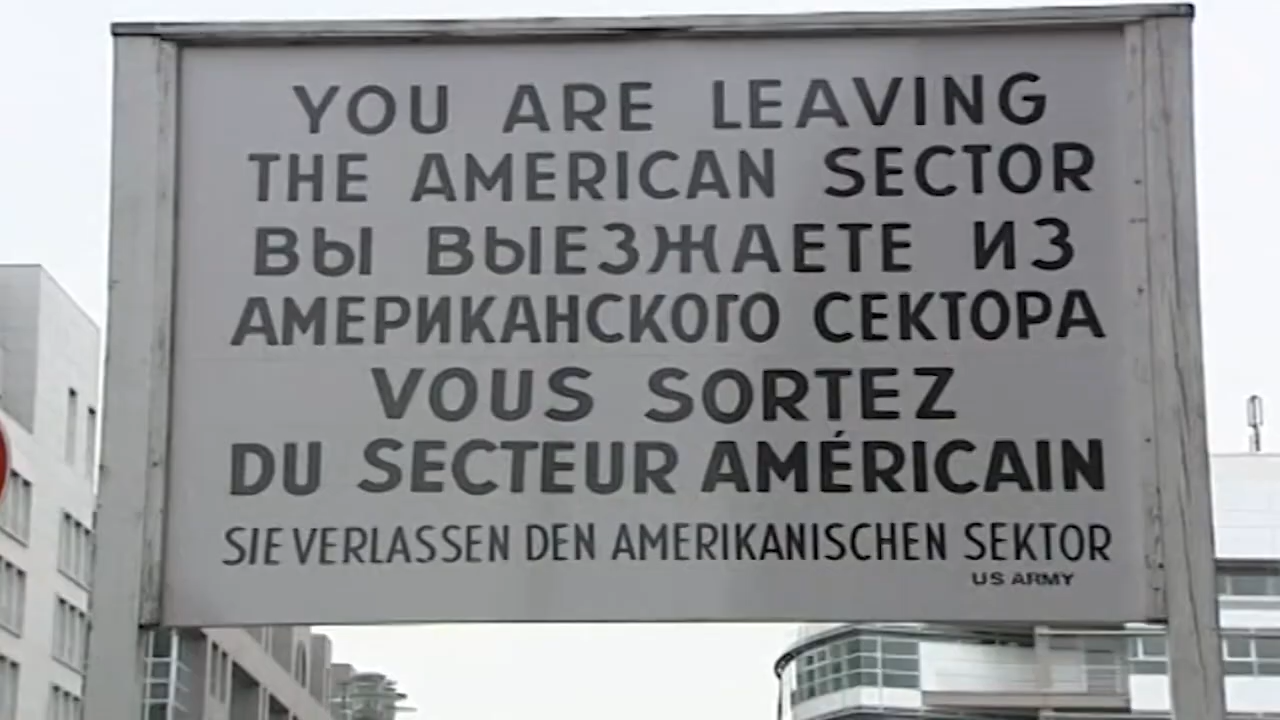 YOU ARE LEAVING
THE AMERICAN SECTOR
ВЫ ВЫЕЗЖАЕТЕ ИЗ
АМЕРИКАНСКОГО СЕКТОРА
VOUS SORTEZ
DU SECTEUR AMÉRICAIN
SIE VERLASSEN DEN AMERIKANISCHEN SEKTOR
US ARMY